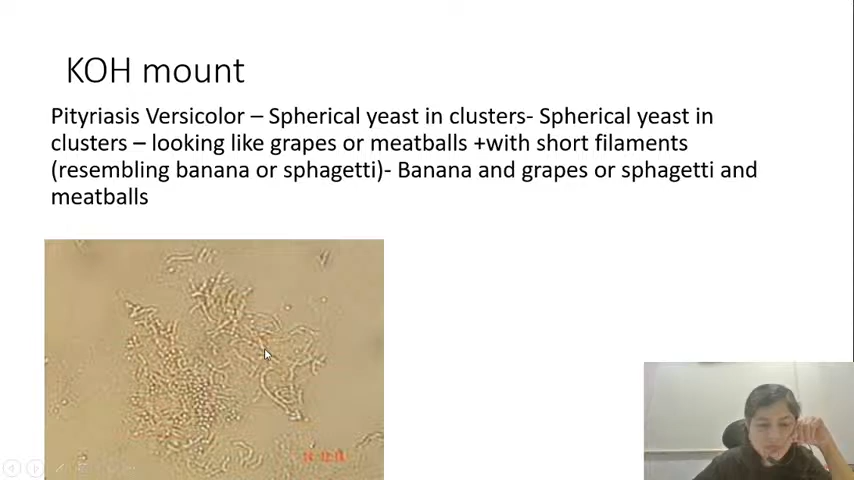 KOH mount
Pityriasis Versicolor – Spherical yeast in clusters- Spherical yeast in
clusters – looking like grapes or meatballs +with short filaments
(resembling banana or sphagetti)- Banana and grapes or sphagetti and
meatballs